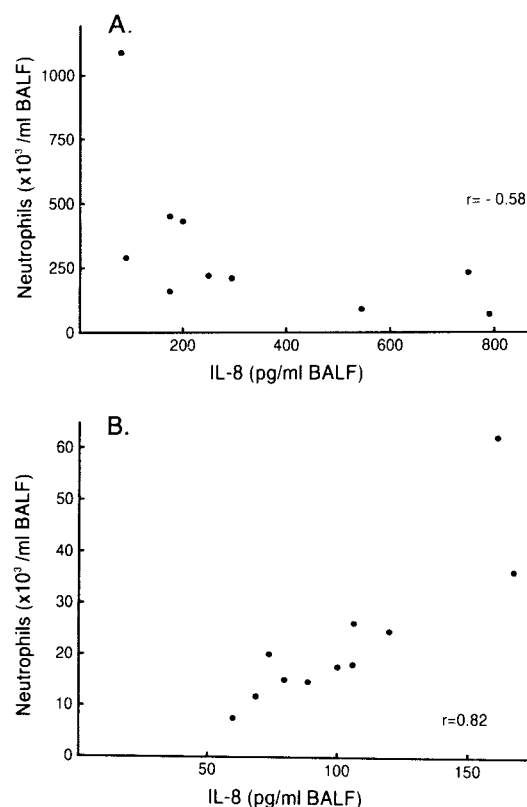 A.
Neutrophils (x10³ /ml BALF)
1000
750
500
250
0
r= - 0.58
200
400
600
800
IL-8 (pg/ml BALF)
B.
Neutrophils (x10³ /ml BALF)
60
50
40
30
20
10
0
r=0.82
50
100
150
IL-8 (pg/ml BALF)